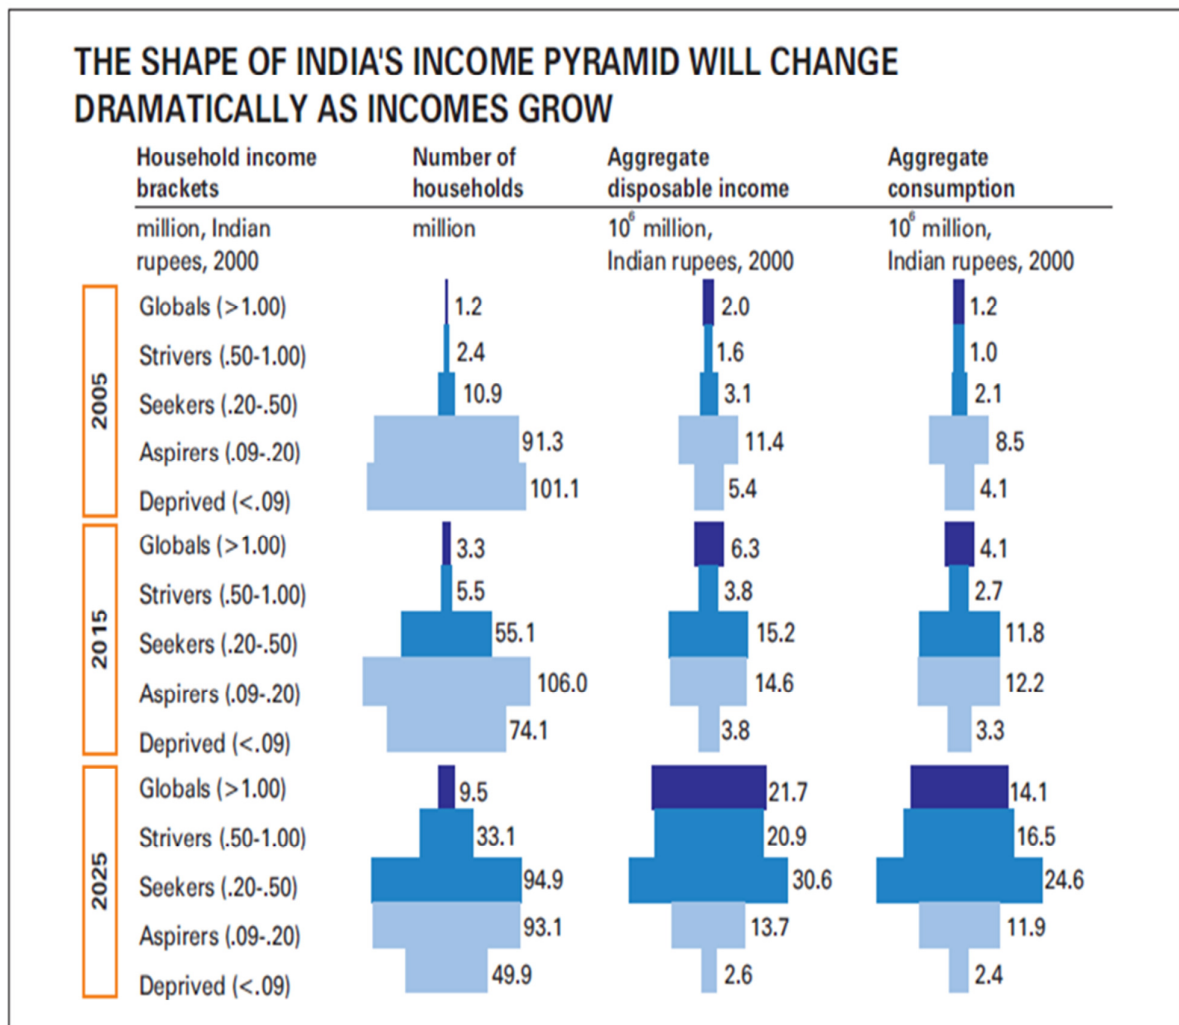 THE SHAPE OF INDIA'S INCOME PYRAMID WILL CHANGE
DRAMATICALLY AS INCOMES GROW
Household income Number of Aggregate Aggregate
brackets households disposable income consumption
million, Indian million 10⁶ million, 10⁶ million,
rupees, 2000 Indian rupees, 2000 Indian rupees, 2000
2005
Globals (>1.00) 1.2 2.0 1.2
Strivers (.50-1.00) 2.4 1.6 1.0
Seekers (.20-.50) 10.9 3.1 2.1
Aspirers (.09-.20) 91.3 11.4 8.5
Deprived (<.09) 101.1 5.4 4.1
2015
Globals (>1.00) 3.3 6.3 4.1
Strivers (.50-1.00) 5.5 3.8 2.7
Seekers (.20-.50) 55.1 15.2 11.8
Aspirers (.09-.20) 106.0 14.6 12.2
Deprived (<.09) 74.1 3.8 3.3
2025
Globals (>1.00) 9.5 21.7 14.1
Strivers (.50-1.00) 33.1 20.9 16.5
Seekers (.20-.50) 94.9 30.6 24.6
Aspirers (.09-.20) 93.1 13.7 11.9
Deprived (<.09) 49.9 2.6 2.4